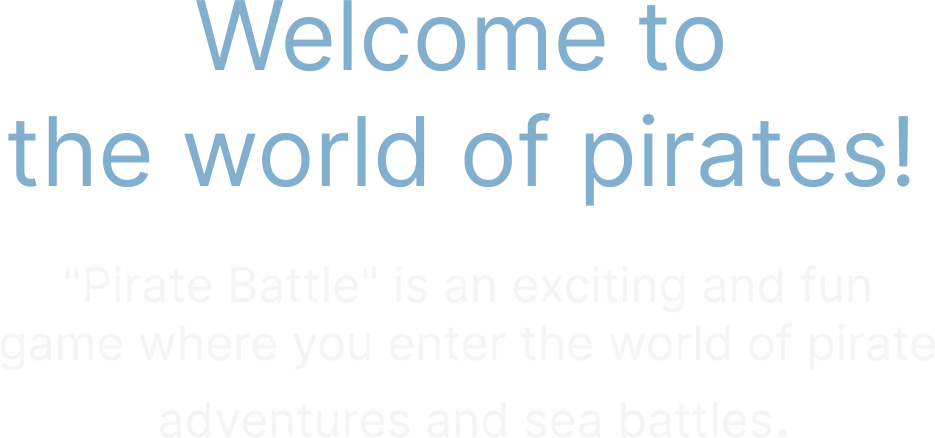 Welcome to
the world of pirates!
"Pirate Battle" is an exciting and fun
game where you enter the world of pirate
adventures and sea battles.